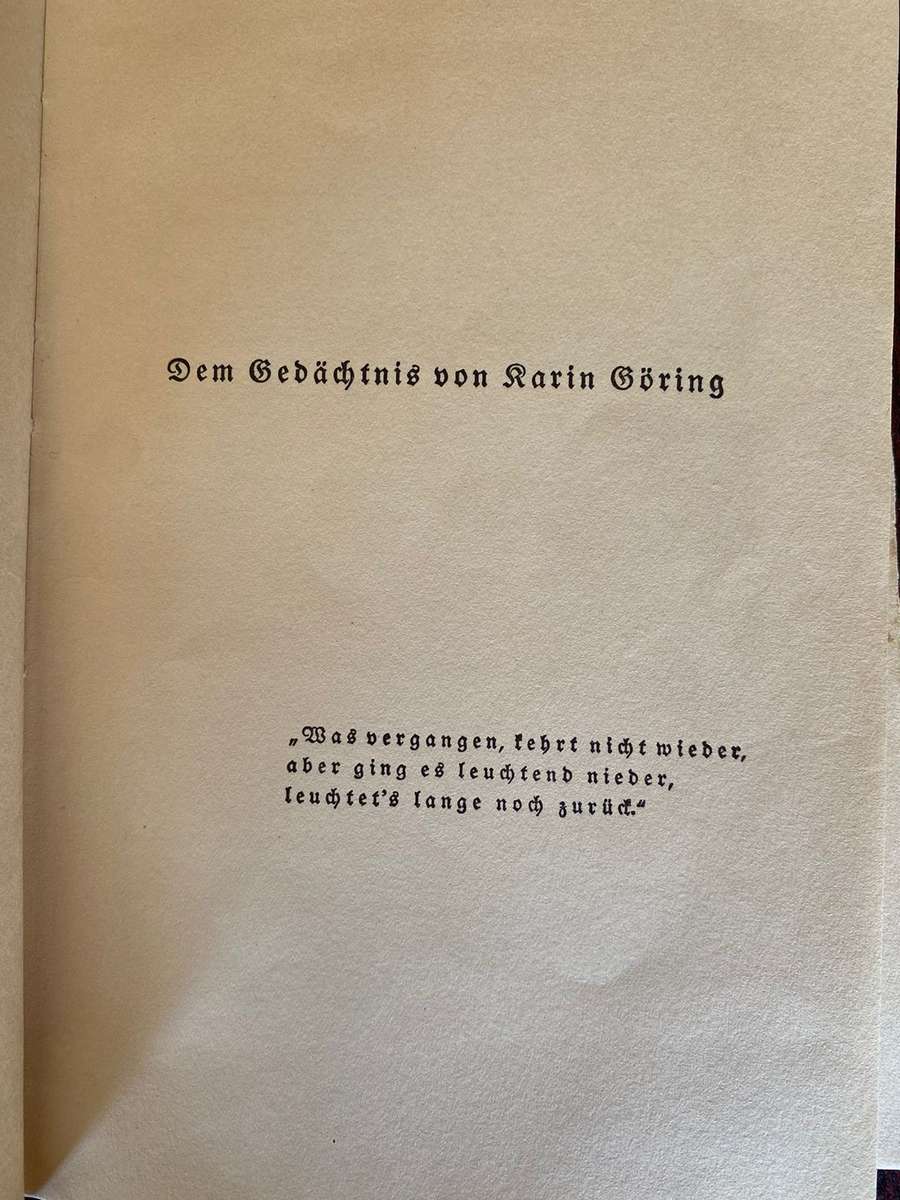 Dem Gedächtnis von Karin Göring
„Was vergangen, kehrt nicht wieder,
aber ging es leuchtend nieder,
leuchtet's lange noch zurück.“